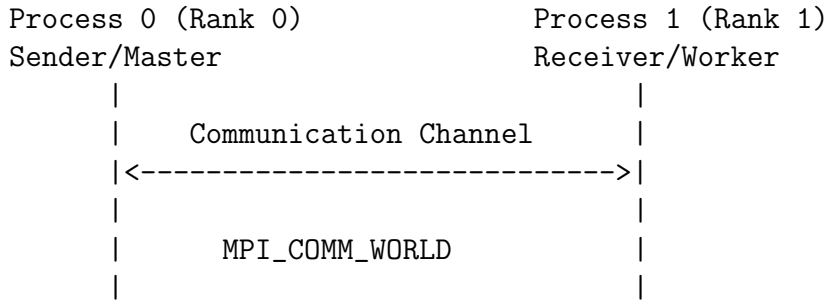 Process 0 (Rank 0)                Process 1 (Rank 1)
Sender/Master                     Receiver/Worker
      |                                |
      |    Communication Channel       |
      |<------------------------------>|
      |                                |
      |      MPI_COMM_WORLD            |
      |                                |